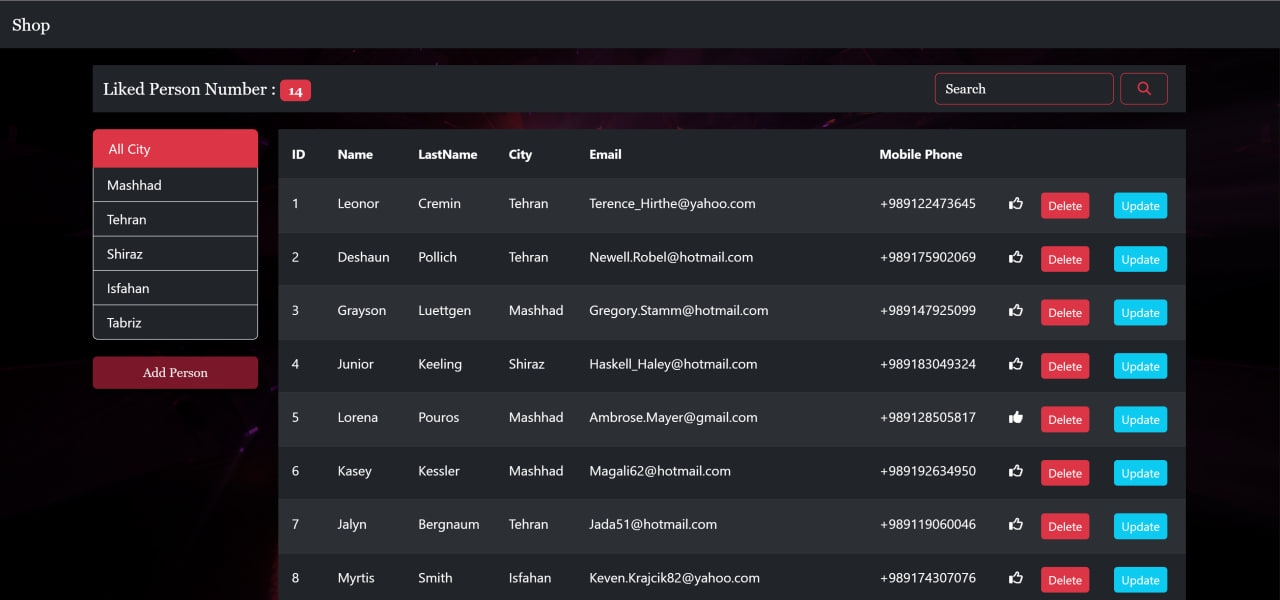 Shop
Liked Person Number : 14
Search
All City
Mashhad
Tehran
Shiraz
Isfahan
Tabriz
Add Person
ID Name LastName City Email Mobile Phone
1 Leonor Cremin Tehran Terence_Hirthe@yahoo.com +989122473645 Delete Update
2 Deshaun Pollich Tehran Newell.Robel@hotmail.com +989175902069 Delete Update
3 Grayson Luettgen Mashhad Gregory.Stamm@hotmail.com +989147925099 Delete Update
4 Junior Keeling Shiraz Haskell_Haley@hotmail.com +989183049324 Delete Update
5 Lorena Pouros Mashhad Ambrose.Mayer@gmail.com +989128505817 Delete Update
6 Kasey Kessler Mashhad Magali62@hotmail.com +989192634950 Delete Update
7 Jalyn Bergnaum Tehran Jada51@hotmail.com +989119060046 Delete Update
8 Myrtis Smith Isfahan Keven.Krajcik82@yahoo.com +989174307076 Delete Update